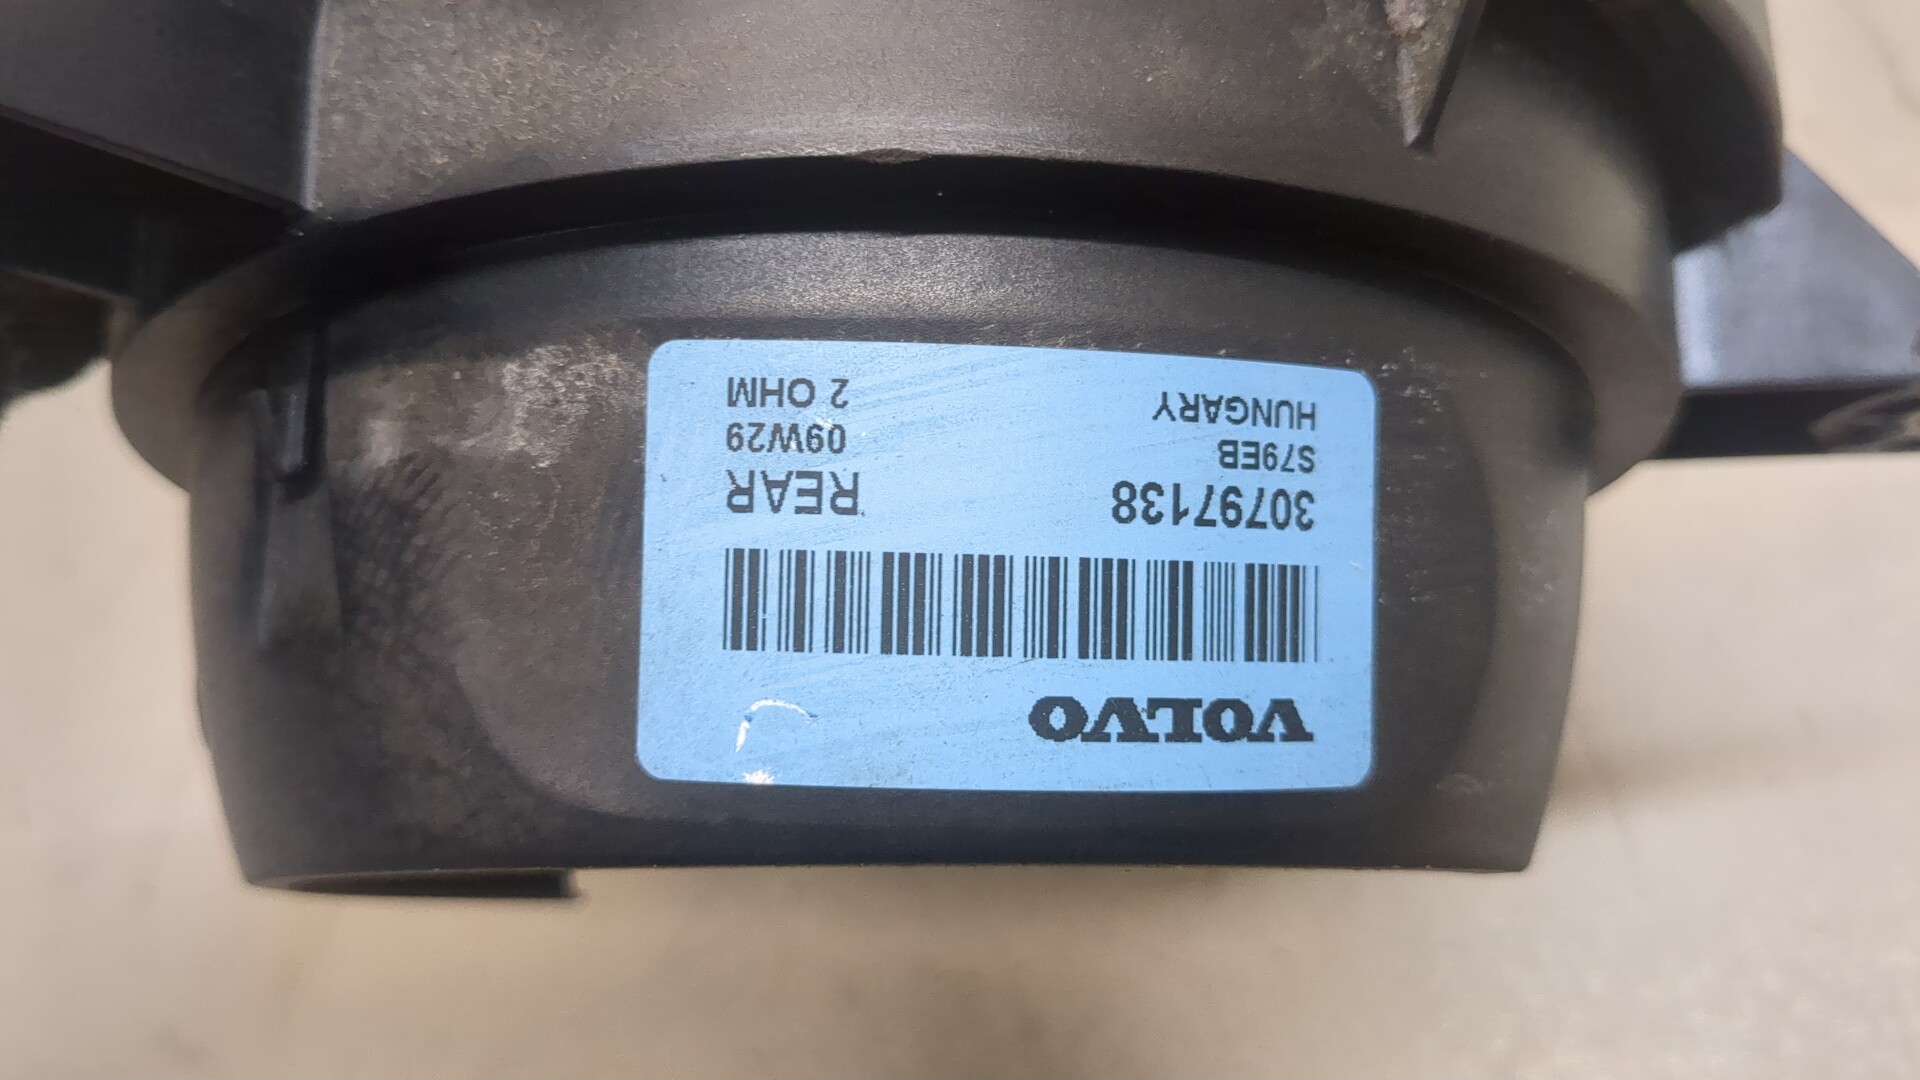 VOLVO
30797138 REAR
S79EB 09W29
HUNGARY 2 OHM